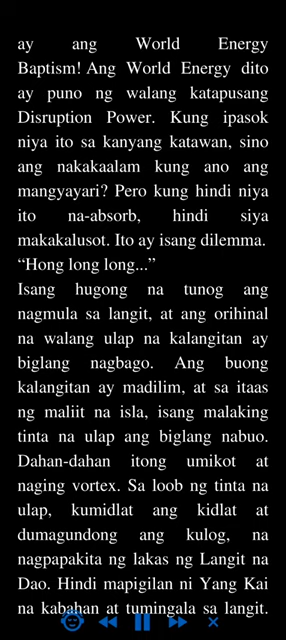 ay ang World Energy
Baptism! Ang World Energy dito
ay puno ng walang katapusang
Disruption Power. Kung ipasok
niya ito sa kanyang katawan, sino
ang nakakaalam kung ano ang
mangyayari? Pero kung hindi niya
ito na-absorb, hindi siya
makakalusot. Ito ay isang dilemma.
“Hong long long...”
Isang hugong na tunog ang
nagmula sa langit, at ang orihinal
na walang ulap na kalangitan ay
biglang nagbago. Ang buong
kalangitan ay madilim, at sa itaas
ng maliit na isla, isang malaking
tinta na ulap ang biglang nabuo.
Dahan-dahan itong umikot at
naging vortex. Sa loob ng tinta na
ulap, kumidlat ang kidlat at
dumagundong ang kulog, na
nagpapakita ng lakas ng Langit na
Dao. Hindi mapigilan ni Yang Kai
na kabahan at tumingala sa langit.